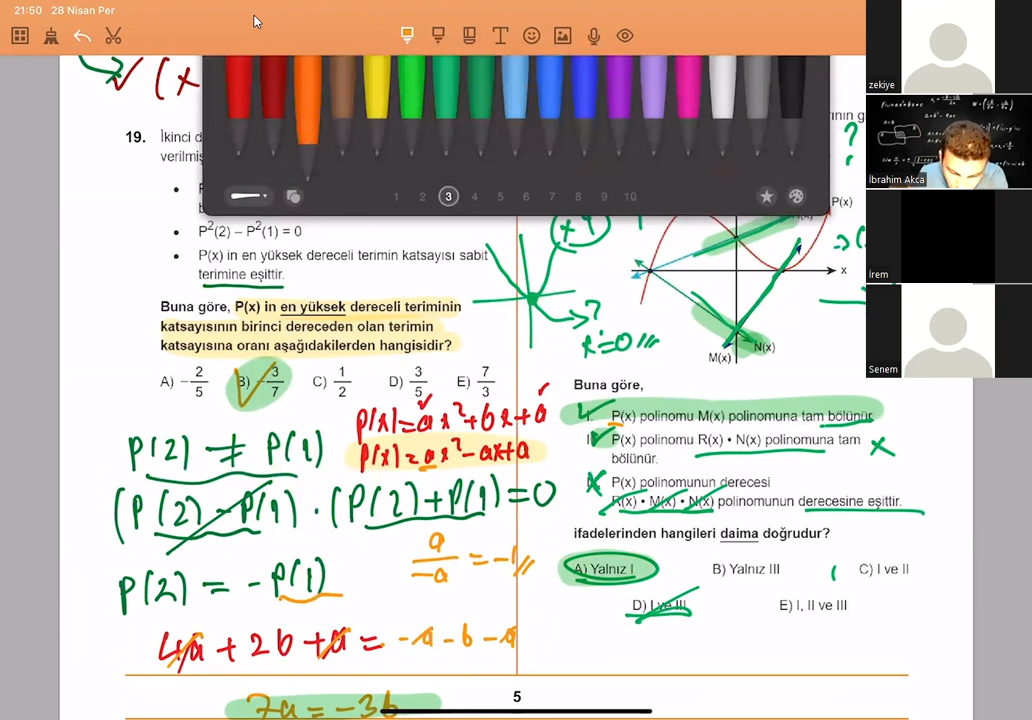 21:50 28 Nisan Per
1 2 3 4 5 6 7 8 9 10
zekiye
İbrahim Akca
İrem
Senem
(x
19. İkinci d
verilmiş
b
• P²(2) – P²(1) = 0
• P(x) in en yüksek dereceli terimin katsayısı sabit
terimine eşittir.
Buna göre, P(x) in en yüksek dereceli teriminin
katsayısının birinci dereceden olan terimin
katsayısına oranı aşağıdakilerden hangisidir?
A) –2/5 B) –3/7 C) 1/2 D) 3/5 E) 7/3
P(x) = ax² + bx + a
P(x) = ax² – ax + a
P(2) ≠ P(1)
(P(2) – P(1)) · (P(2) + P(1) = 0
a/–a = –1
P(2) = –P(1)
4a + 2b + a = –a – b – a
7a = –3b
ının g
?
P(x)
x
?
x=0
M(x) N(x)
Buna göre,
I. P(x) polinomu M(x) polinomuna tam bölünür.
II. P(x) polinomu R(x) • N(x) polinomuna tam
bölünür.
P(x) polinomunun derecesi
R(x) • M(x) • N(x) polinomunun derecesine eşittir.
ifadelerinden hangileri daima doğrudur?
A) Yalnız I B) Yalnız III C) I ve II
D) I ve III E) I, II ve III
5